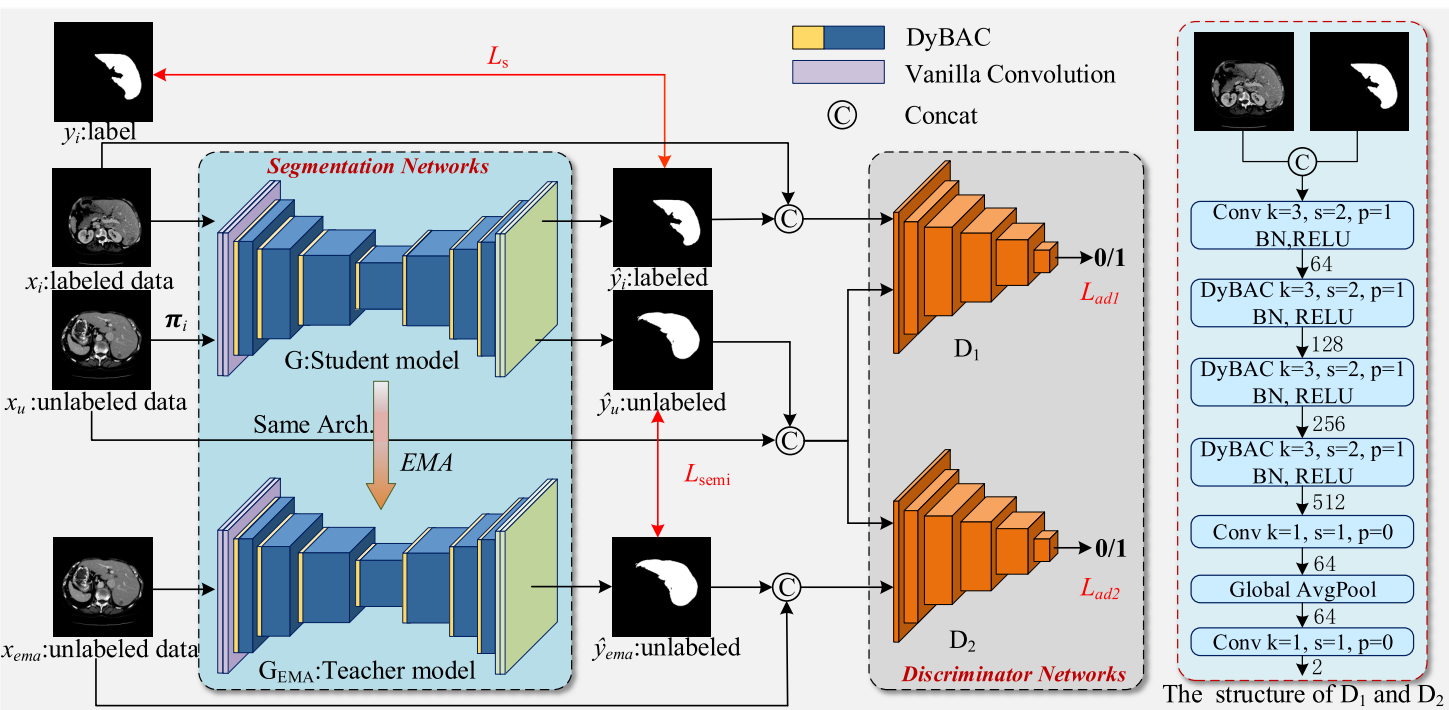 DyBAC
Vanilla Convolution
C
Concat
Lₛ
yᵢ:label
xᵢ:labeled data
πᵢ
xᵤ :unlabeled data
xₑₘₐ:unlabeled data
Segmentation Networks
G:Student model
Same Arch.
EMA
G_EMA:Teacher model
ŷᵢ:labeled
ŷᵤ:unlabeled
L_semi
ŷₑₘₐ:unlabeled
C
C
C
D₁
0/1
L_ad1
D₂
0/1
L_ad2
Discriminator Networks
C
Conv k=3, s=2, p=1
BN,RELU
64
DyBAC k=3, s=2, p=1
BN, RELU
128
DyBAC k=3, s=2, p=1
BN, RELU
256
DyBAC k=3, s=2, p=1
BN, RELU
512
Conv k=1, s=1, p=0
64
Global AvgPool
64
Conv k=1, s=1, p=0
2
The structure of D₁ and D₂